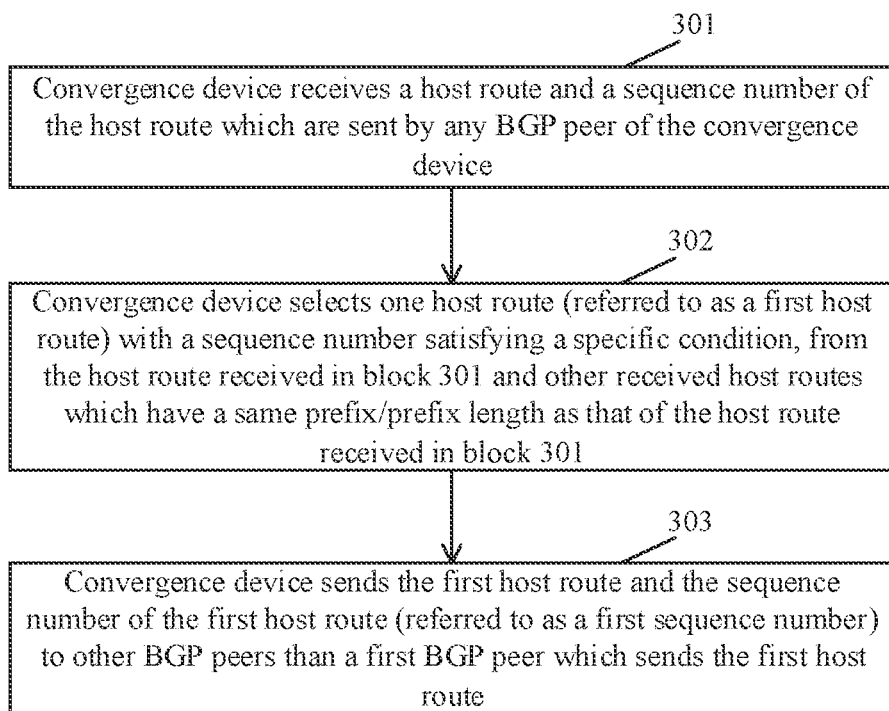 301
Convergence device receives a host route and a sequence number of
the host route which are sent by any BGP peer of the convergence
device
302
Convergence device selects one host route (referred to as a first host
route) with a sequence number satisfying a specific condition, from
the host route received in block 301 and other received host routes
which have a same prefix/prefix length as that of the host route
received in block 301
303
Convergence device sends the first host route and the sequence
number of the first host route (referred to as a first sequence number)
to other BGP peers than a first BGP peer which sends the first host
route